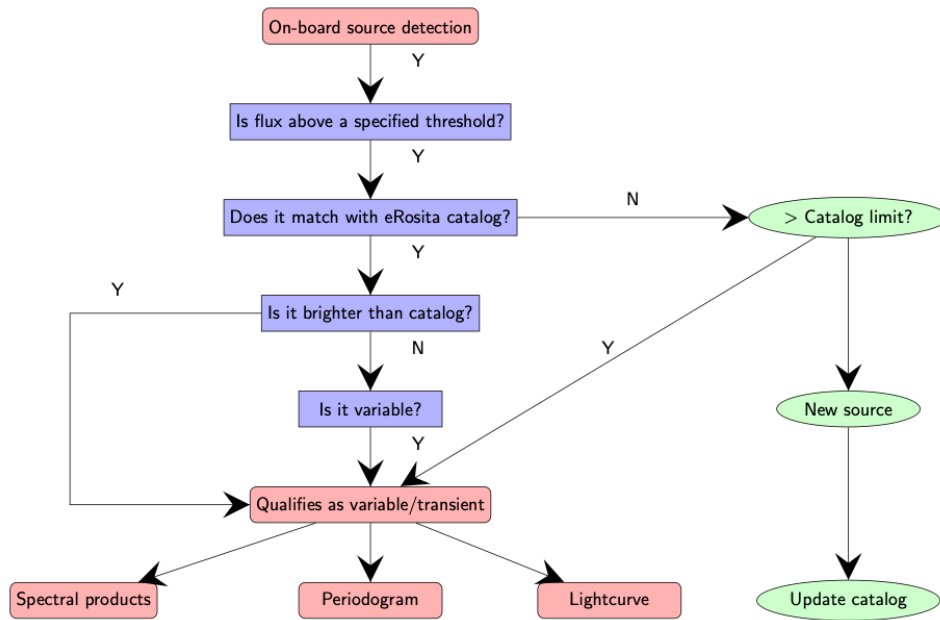 On-board source detection
Y
Is flux above a specified threshold?
Y
Does it match with eRosita catalog?
N
> Catalog limit?
Y
Y
Is it brighter than catalog?
N
Y
Is it variable?
New source
Y
Qualifies as variable/transient
Spectral products
Periodogram
Lightcurve
Update catalog